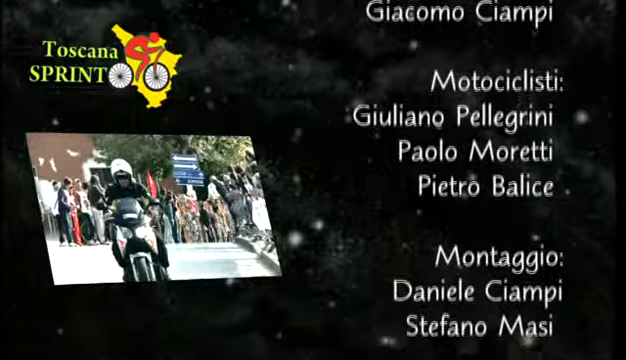 Toscana
SPRINT
Giacomo Ciampi
Motociclisti:
Giuliano Pellegrini
Paolo Moretti
Pietro Balice
Montaggio:
Daniele Ciampi
Stefano Masi